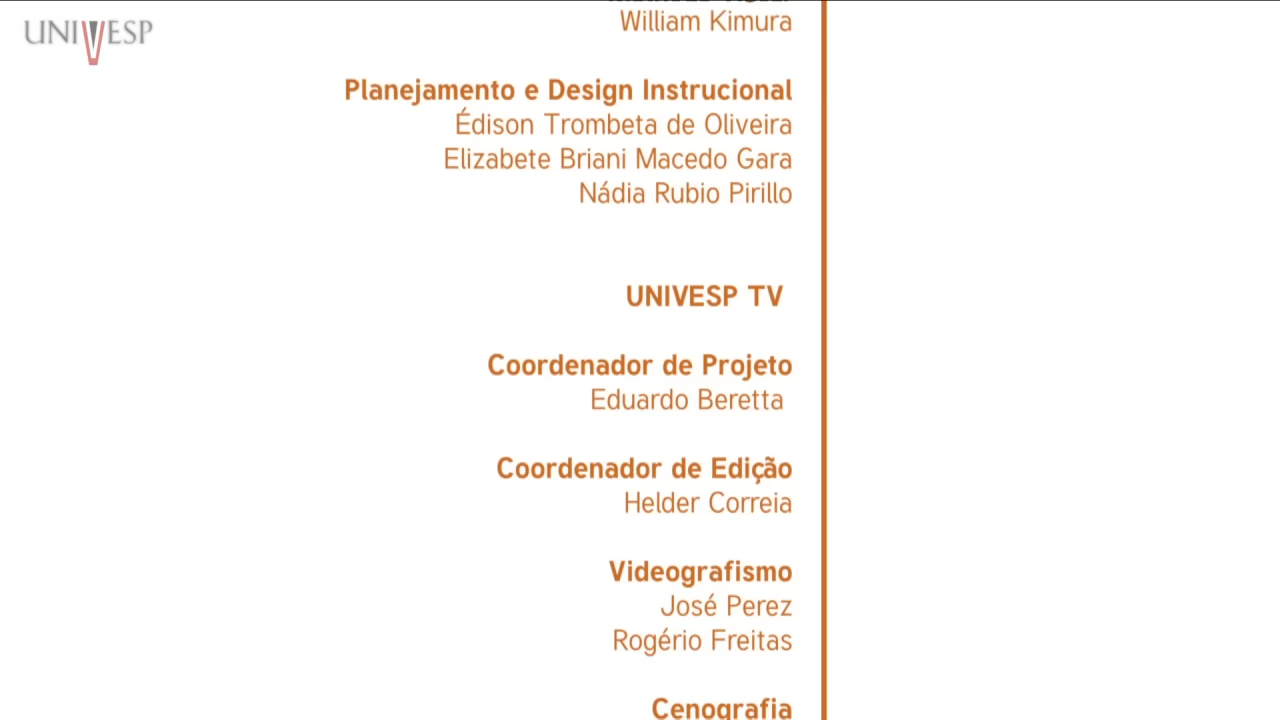 UNIVESP
William Kimura
Planejamento e Design Instrucional
Édison Trombeta de Oliveira
Elizabete Briani Macedo Gara
Nádia Rubio Pirillo
UNIVESP TV
Coordenador de Projeto
Eduardo Beretta
Coordenador de Edição
Helder Correia
Videografismo
José Perez
Rogério Freitas
Cenografia